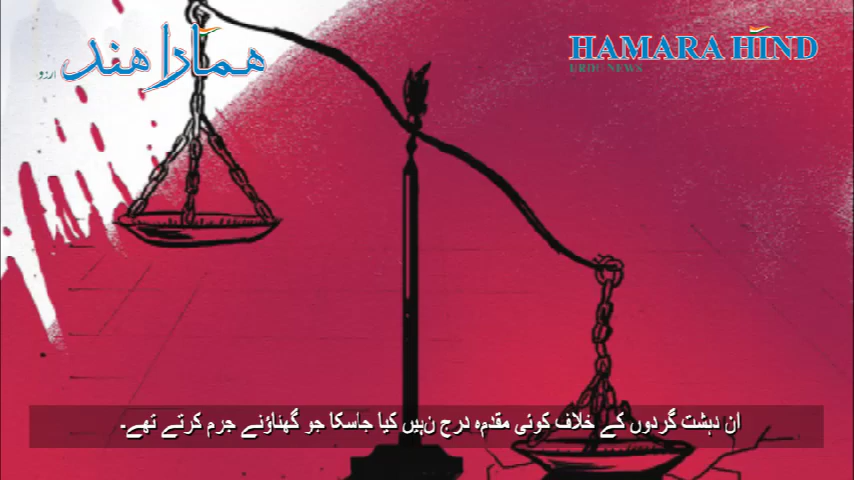 ہمارا ھند
اردو
HAMARA HIND
URDU NEWS
ان دہشت گردوں کے خلاف کوئی مقدمہ درج نہیں کیا جاسکا جو گھناؤنے جرم کرتے تھے۔